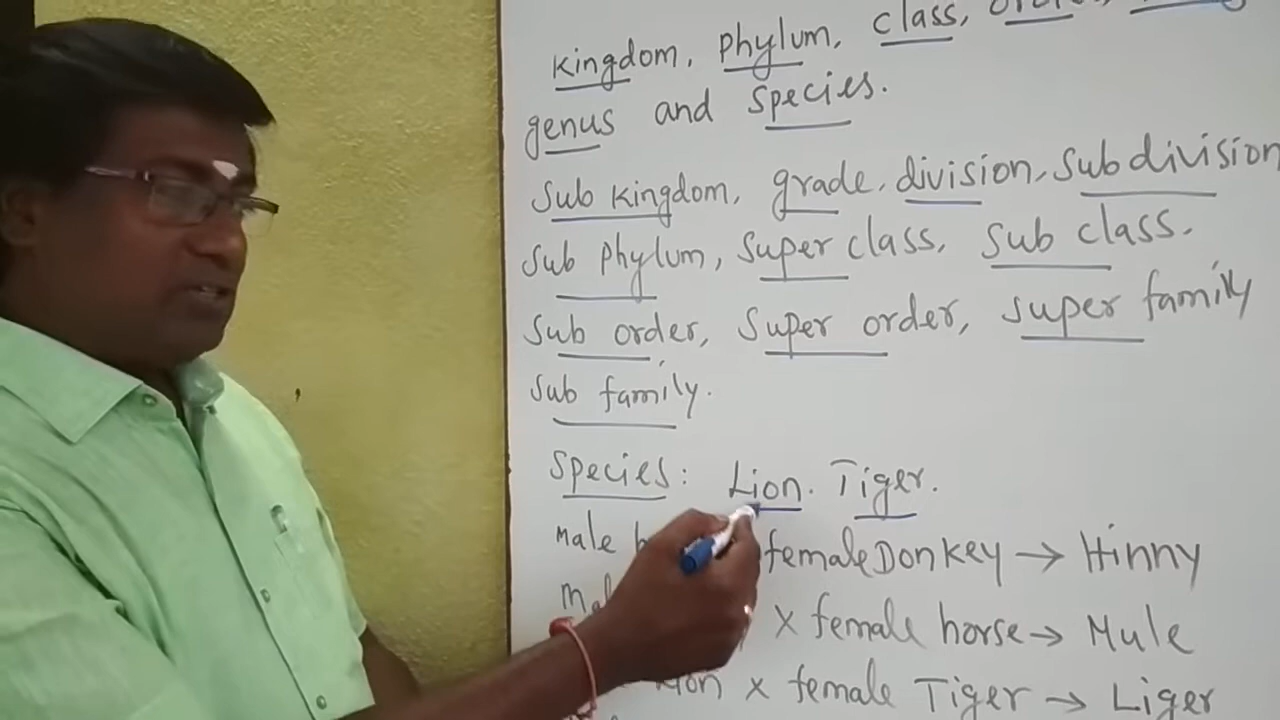 kingdom, phylum, class,
genus and species.
Sub kingdom, grade, division, Sub division
Sub phylum, Super class, Sub class.
Sub order, Super order, Super family
Sub family.
Species: Lion. Tiger.
Male female Donkey → Hinny
x female horse → Mule
x female Tiger → Liger